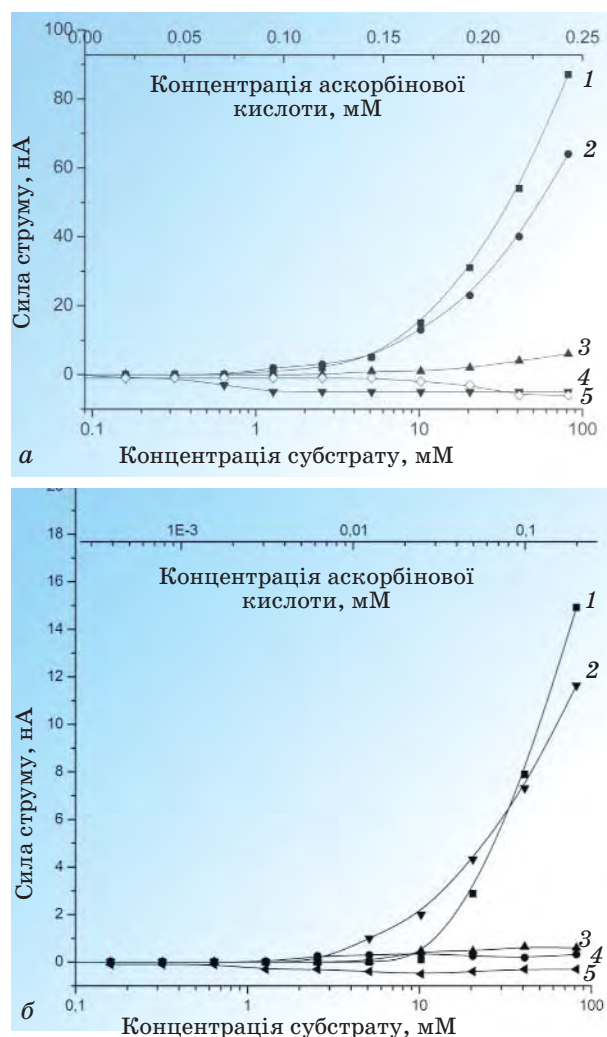 100
0.00 0.05 0.10 0.15 0.20 0.25
Концентрація аскорбінової
кислоти, мМ
1
80
2
60
Сила струму, нА
40
20
3
0
4
5
0.1 1 10 100
а Концентрація субстрату, мМ
20
1E-3 0,01 0,1
18
Концентрація аскорбінової
кислоти, мМ
1
16
14
2
12
10
Сила струму, нА
8
6
4
2
3
0
4
5
0,1 1 10 100
б Концентрація субстрату, мМ